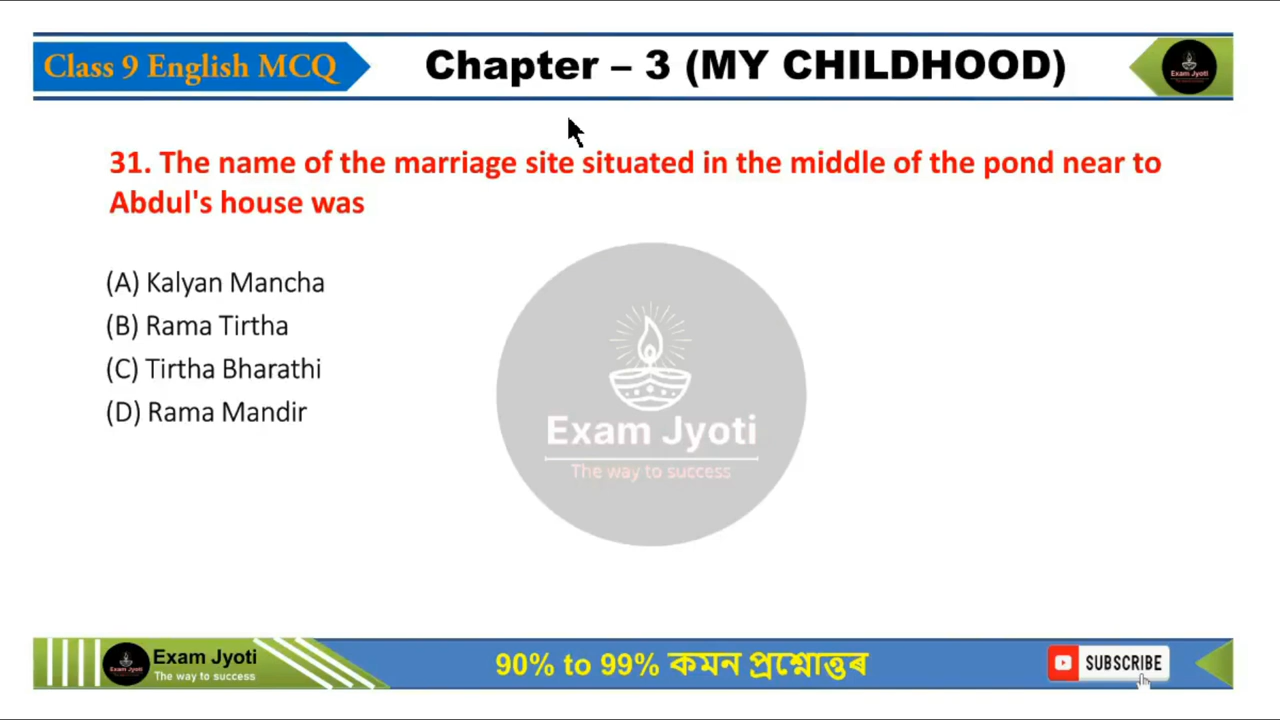 Class 9 English MCQ
Chapter – 3 (MY CHILDHOOD)
Exam Jyoti
31. The name of the marriage site situated in the middle of the pond near to
Abdul's house was
(A) Kalyan Mancha
(B) Rama Tirtha
(C) Tirtha Bharathi
(D) Rama Mandir
Exam Jyoti
The way to success
Exam Jyoti
The way to success
90% to 99% কমন প্ৰশ্নোত্তৰ
SUBSCRIBE